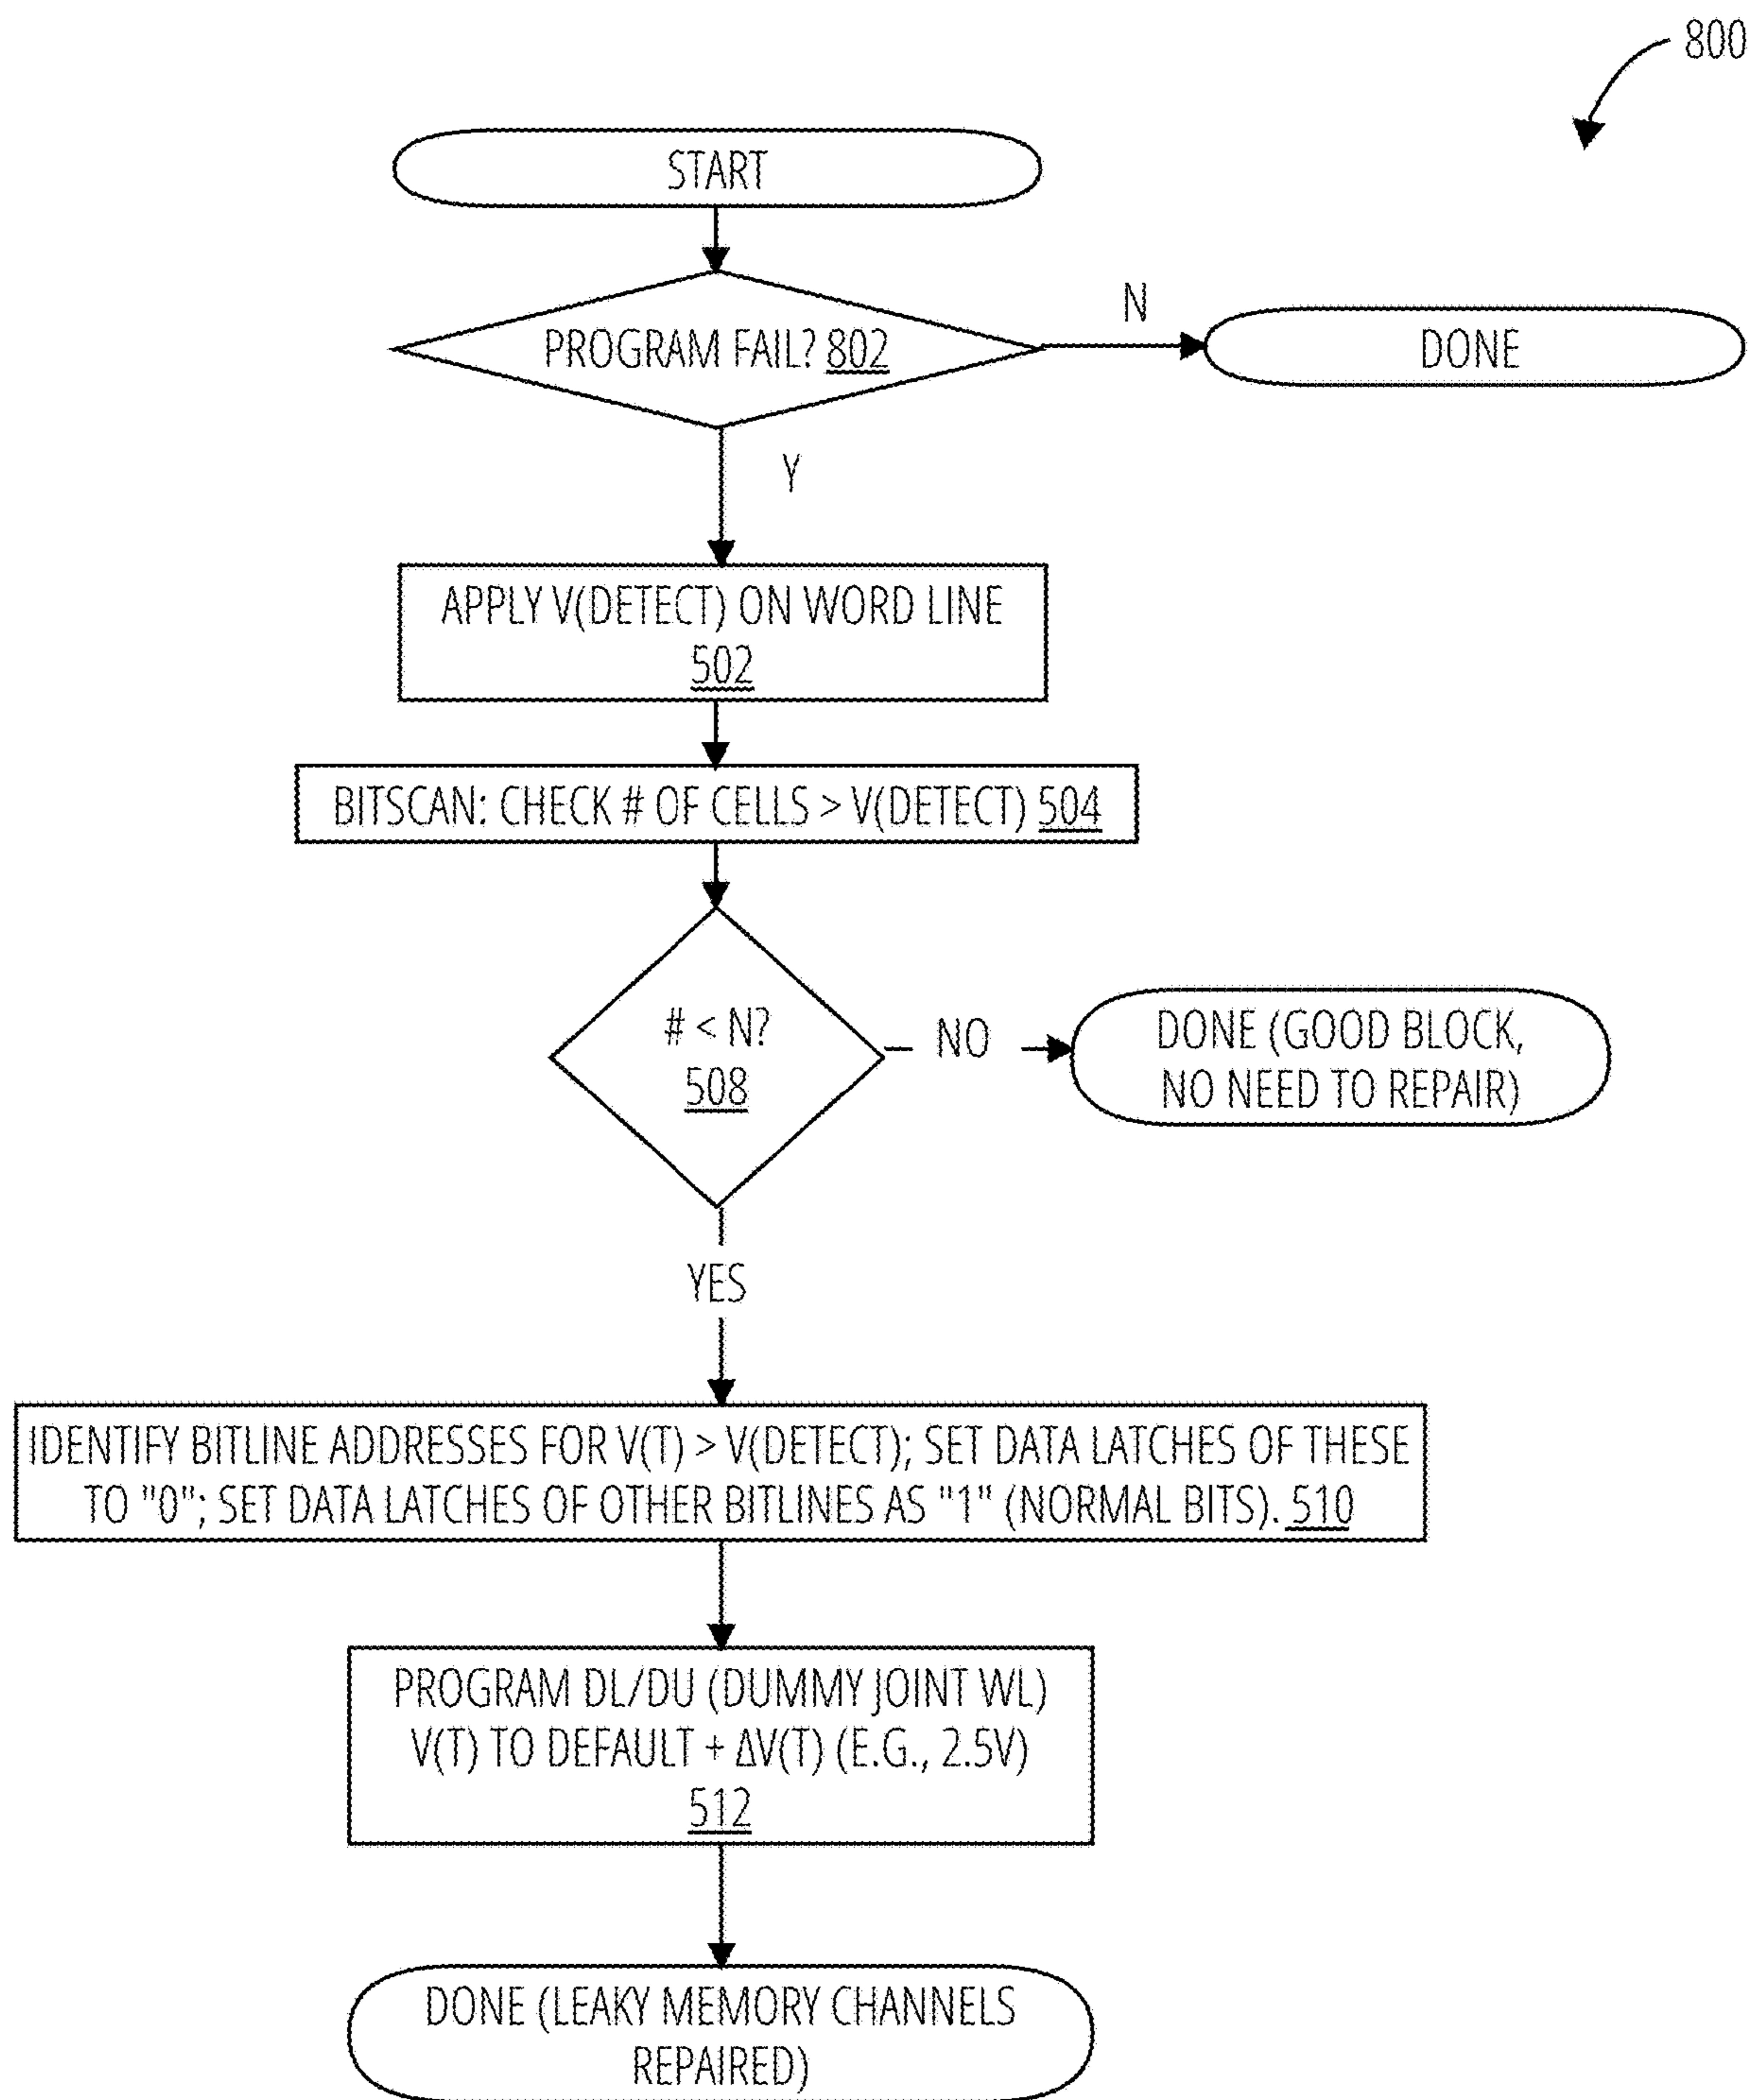 800
START
PROGRAM FAIL? 802
N
DONE
Y
APPLY V(DETECT) ON WORD LINE
502
BITSCAN: CHECK # OF CELLS > V(DETECT) 504
# < N?
508
NO
DONE (GOOD BLOCK,
NO NEED TO REPAIR)
YES
IDENTIFY BITLINE ADDRESSES FOR V(T) > V(DETECT); SET DATA LATCHES OF THESE
TO "0"; SET DATA LATCHES OF OTHER BITLINES AS "1" (NORMAL BITS). 510
PROGRAM DL/DU (DUMMY JOINT WL)
V(T) TO DEFAULT + ΔV(T) (E.G., 2.5V)
512
DONE (LEAKY MEMORY CHANNELS
REPAIRED)